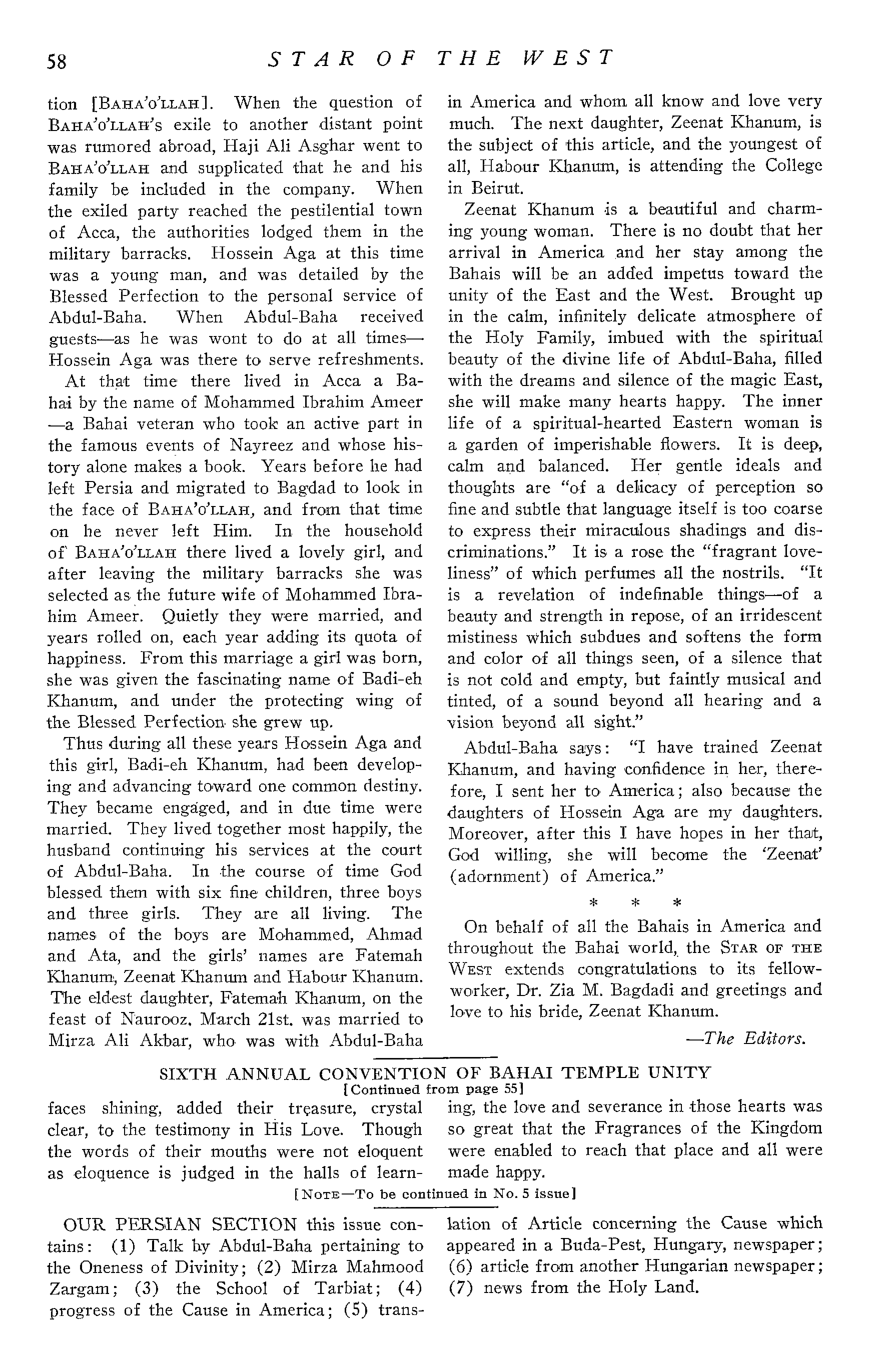 58
STAR OF THE WEST
tion [BAHA'O'LLAH]. When the question of
BAHA'O'LLAH's exile to another distant point
was rumored abroad, Haji Ali Asghar went to
BAHA'O'LLAH and supplicated that he and his
family be included in the company. When
the exiled party reached the pestilential town
of Acca, the authorities lodged them in the
military barracks. Hossein Aga at this time
was a young man, and was detailed by the
Blessed Perfection to the personal service of
Abdul-Baha. When Abdul-Baha received
guests—as he was wont to do at all times—
Hossein Aga was there to serve refreshments.
At that time there lived in Acca a Ba-
hai by the name of Mohammed Ibrahim Ameer
—a Bahai veteran who took an active part in
the famous events of Nayreez and whose his-
tory alone makes a book. Years before he had
left Persia and migrated to Bagdad to look in
the face of BAHA'O'LLAH, and from that time
on he never left Him. In the household
of BAHA'O'LLAH there lived a lovely girl, and
after leaving the military barracks she was
selected as the future wife of Mohammed Ibra-
him Ameer. Quietly they were married, and
years rolled on, each year adding its quota of
happiness. From this marriage a girl was born,
she was given the fascinating name of Badi-eh
Khanum, and under the protecting wing of
the Blessed Perfection she grew up.
Thus during all these years Hossein Aga and
this girl, Badi-eh Khanum, had been develop-
ing and advancing toward one common destiny.
They became engaged, and in due time were
married. They lived together most happily, the
husband continuing his services at the court
of Abdul-Baha. In the course of time God
blessed them with six fine children, three boys
and three girls. They are all living. The
names of the boys are Mohammed, Ahmad
and Ata, and the girls' names are Fatemah
Khanum, Zeenat Khanum and Habour Khanum.
The eldest daughter, Fatemah Khanum, on the
feast of Naurooz, March 21st, was married to
Mirza Ali Akbar, who was with Abdul-Baha
in America and whom all know and love very
much. The next daughter, Zeenat Khanum, is
the subject of this article, and the youngest of
all, Habour Khanum, is attending the College
in Beirut.
Zeenat Khanum is a beautiful and charm-
ing young woman. There is no doubt that her
arrival in America and her stay among the
Bahais will be an added impetus toward the
unity of the East and the West. Brought up
in the calm, infinitely delicate atmosphere of
the Holy Family, imbued with the spiritual
beauty of the divine life of Abdul-Baha, filled
with the dreams and silence of the magic East,
she will make many hearts happy. The inner
life of a spiritual-hearted Eastern woman is
a garden of imperishable flowers. It is deep,
calm and balanced. Her gentle ideals and
thoughts are "of a delicacy of perception so
fine and subtle that language itself is too coarse
to express their miraculous shadings and dis-
criminations." It is a rose the "fragrant love-
liness" of which perfumes all the nostrils. "It
is a revelation of indefinable things—of a
beauty and strength in repose, of an irridescent
mistiness which subdues and softens the form
and color of all things seen, of a silence that
is not cold and empty, but faintly musical and
tinted, of a sound beyond all hearing and a
vision beyond all sight."
Abdul-Baha says: "I have trained Zeenat
Khanum, and having confidence in her, there-
fore, I sent her to America; also because the
daughters of Hossein Aga are my daughters.
Moreover, after this I have hopes in her that,
God willing, she will become the 'Zeenat'
(adornment) of America."
* * *
On behalf of all the Bahais in America and
throughout the Bahai world, the STAR OF THE
WEST extends congratulations to its fellow-
worker, Dr. Zia M. Bagdadi and greetings and
love to his bride, Zeenat Khanum.
—The Editors.
SIXTH ANNUAL CONVENTION OF BAHAI TEMPLE UNITY
[Continued from page 55]
faces shining, added their treasure, crystal
clear, to the testimony in His Love. Though
the words of their mouths were not eloquent
as eloquence is judged in the halls of learn-
ing, the love and severance in those hearts was
so great that the Fragrances of the Kingdom
were enabled to reach that place and all were
made happy.
[NOTE—To be continued in No. 5 issue]
OUR PERSIAN SECTION this issue con-
tains: (1) Talk by Abdul-Baha pertaining to
the Oneness of Divinity; (2) Mirza Mahmood
Zargam; (3) the School of Tarbiat; (4)
progress of the Cause in America; (5) trans-
lation of Article concerning the Cause which
appeared in a Buda-Pest, Hungary, newspaper;
(6) article from another Hungarian newspaper;
(7) news from the Holy Land.